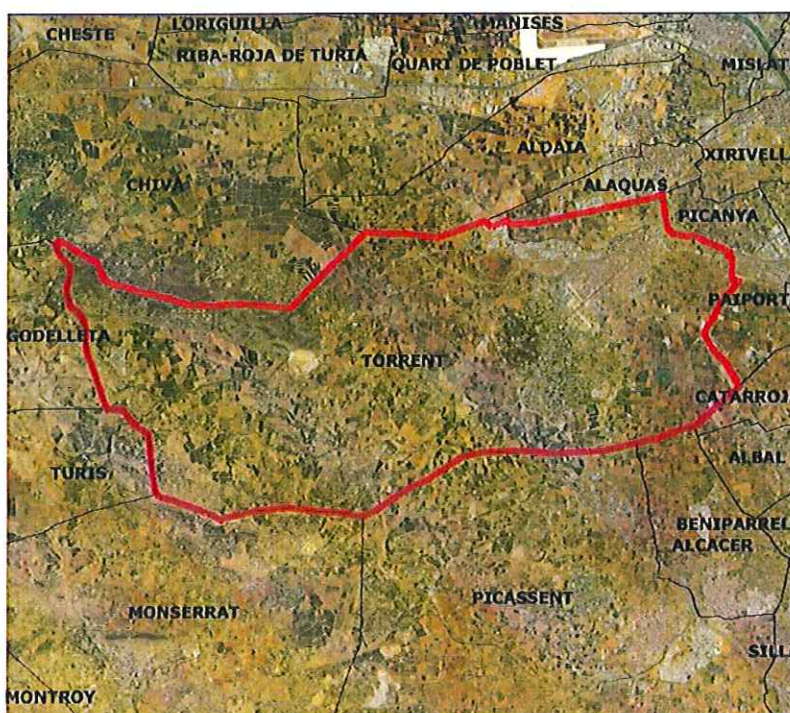 LORIGUILLA
MANISES
CHESTE
RIBA-ROJA DE TURIA
QUART DE POBLET
MISLAT
ALDAIA
XIRIVELL
CHIVA
ALAQUAS
PICANYA
PAIPORT
GODELLETA
TORRENT
CATARROJ
TURIS
ALBAL
BENIPARREL
ALCACER
PICASSENT
MONSERRAT
SILL
MONTROY